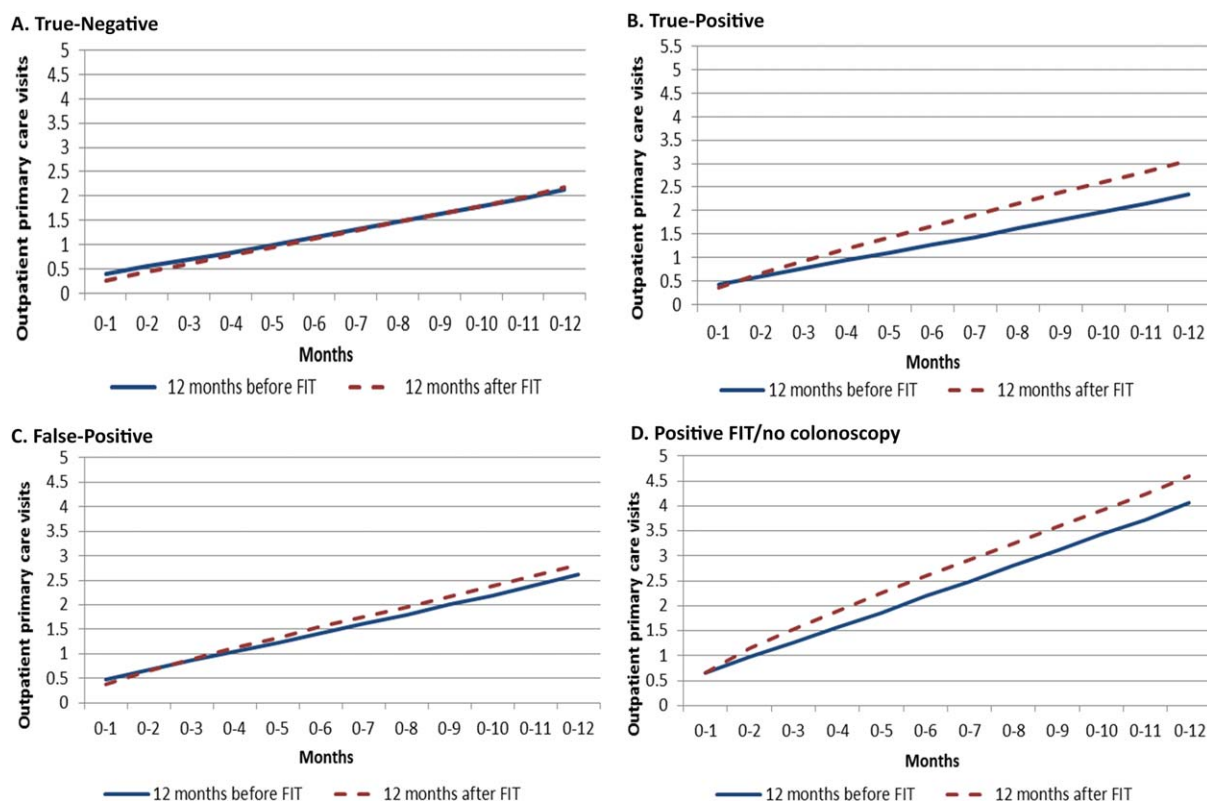 A. True-Negative
Outpatient primary care visits
5
4.5
4
3.5
3
2.5
2
1.5
1
0.5
0
0-1 0-2 0-3 0-4 0-5 0-6 0-7 0-8 0-9 0-10 0-11 0-12
Months
12 months before FIT 12 months after FIT
B. True-Positive
Outpatient primary care visits
5.5
5
4.5
4
3.5
3
2.5
2
1.5
1
0.5
0
0-1 0-2 0-3 0-4 0-5 0-6 0-7 0-8 0-9 0-10 0-11 0-12
Months
12 months before FIT 12 months after FIT
C. False-Positive
Outpatient primary care visits
5
4.5
4
3.5
3
2.5
2
1.5
1
0.5
0
0-1 0-2 0-3 0-4 0-5 0-6 0-7 0-8 0-9 0-10 0-11 0-12
Months
12 months before FIT 12 months after FIT
D. Positive FIT/no colonoscopy
Outpatient primary care visits
5
4.5
4
3.5
3
2.5
2
1.5
1
0.5
0
0-1 0-2 0-3 0-4 0-5 0-6 0-7 0-8 0-9 0-10 0-11 0-12
Months
12 months before FIT 12 months after FIT